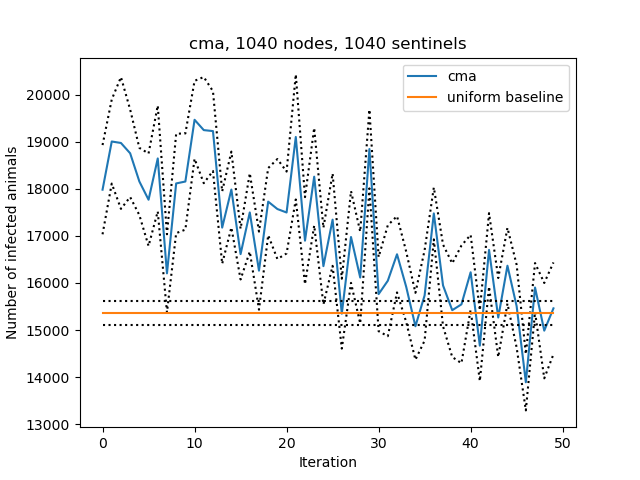 cma, 1040 nodes, 1040 sentinels
cma
uniform baseline
Number of infected animals
20000
19000
18000
17000
16000
15000
14000
13000
0 10 20 30 40 50
Iteration